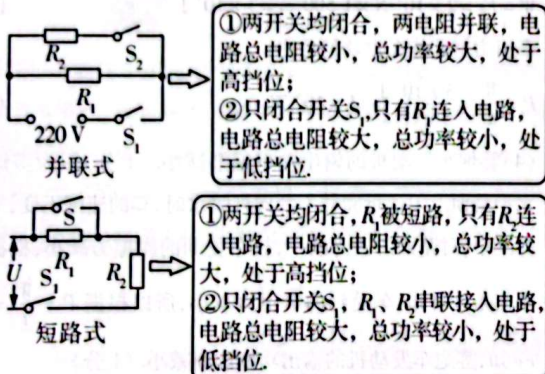 R₂ S₂
R₁
220 V S₁
并联式
①两开关均闭合，两电阻并联，电
路总电阻较小，总功率较大，处于
高挡位；
②只闭合开关S₁,只有R₁连入电路，
电路总电阻较大，总功率较小，处
于低挡位.
S
R₁
U S₁ R₂
短路式
①两开关均闭合，R₁被短路，只有R₂连
入电路，电路总电阻较小，总功率较
大，处于高挡位；
②只闭合开关S₁，R₁、R₂串联接入电路，
电路总电阻较大，总功率较小，处于
低挡位.